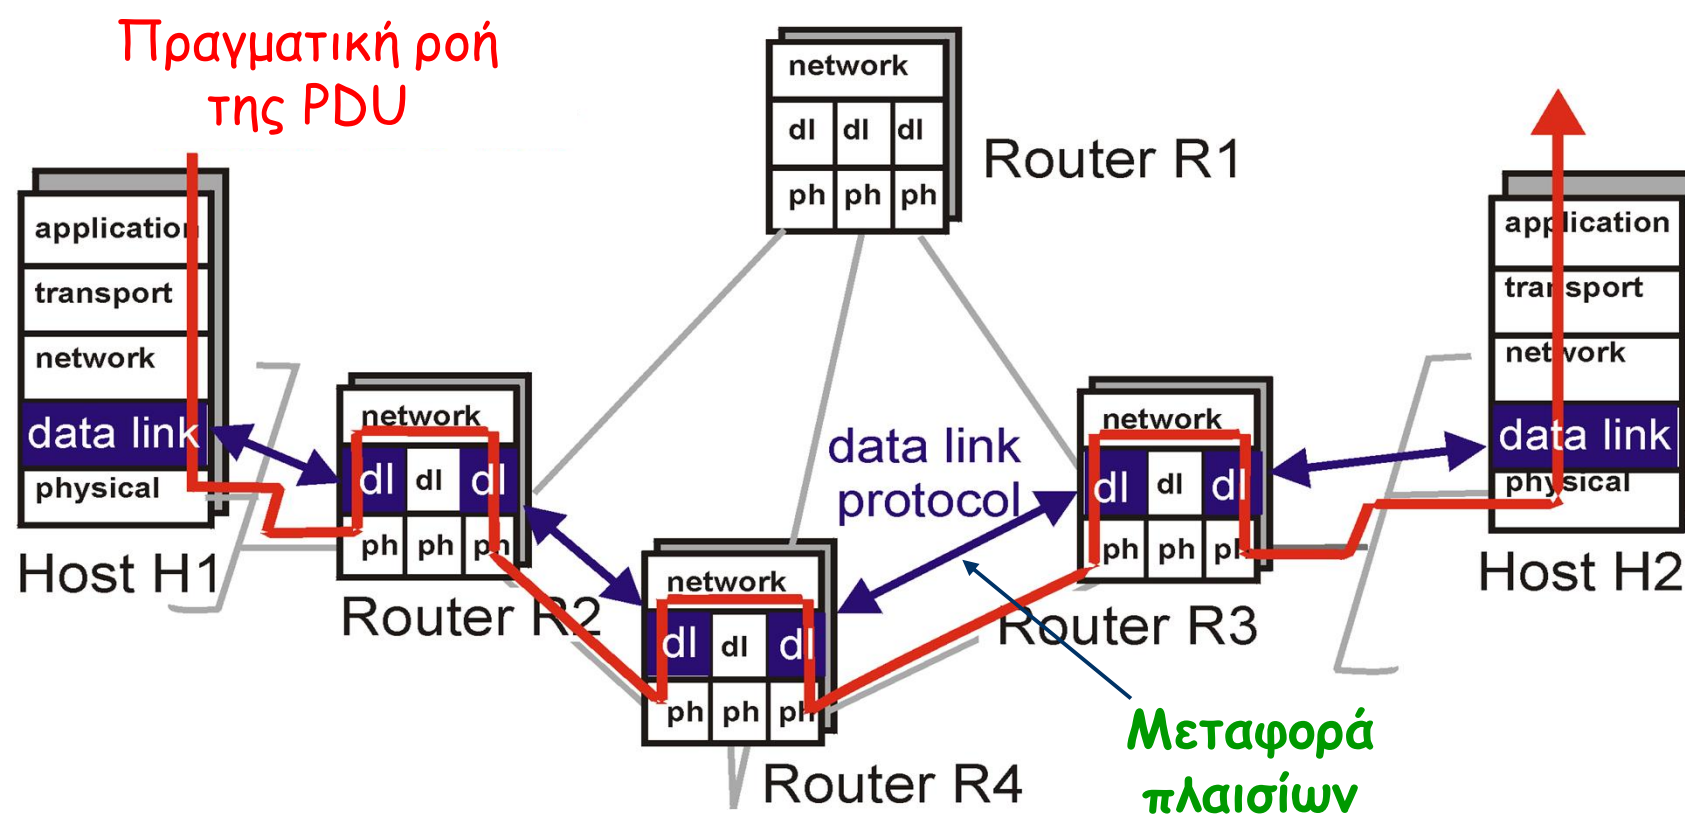 Πραγματική ροή
της PDU
network
dl dl dl
ph ph ph
Router R1
application
transport
network
data link
physical
Host H1
network
dl dl dl
ph ph ph
Router R2
data link
protocol
network
dl dl dl
ph ph ph
Router R4
network
dl dl dl
ph ph ph
Router R3
application
transport
network
data link
physical
Host H2
Μεταφορά
πλαισίων